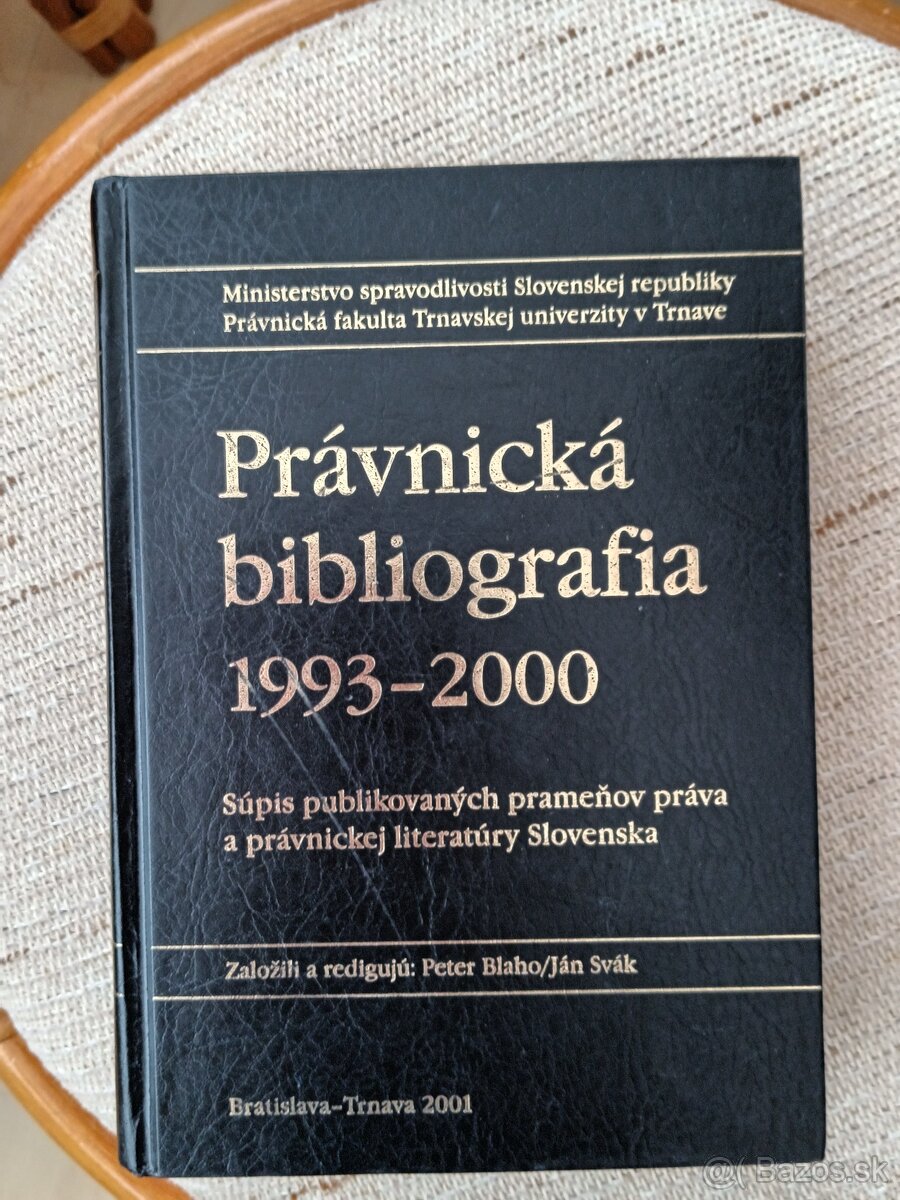 Ministerstvo spravodlivosti Slovenskej republiky
Právnická fakulta Trnavskej univerzity v Trnave
Právnická
bibliografia
1993–2000
Súpis publikovaných prameňov práva
a právnickej literatúry Slovenska
Založili a redigujú: Peter Blaho/Ján Svák
Bratislava–Trnava 2001
@( Bazos.sk